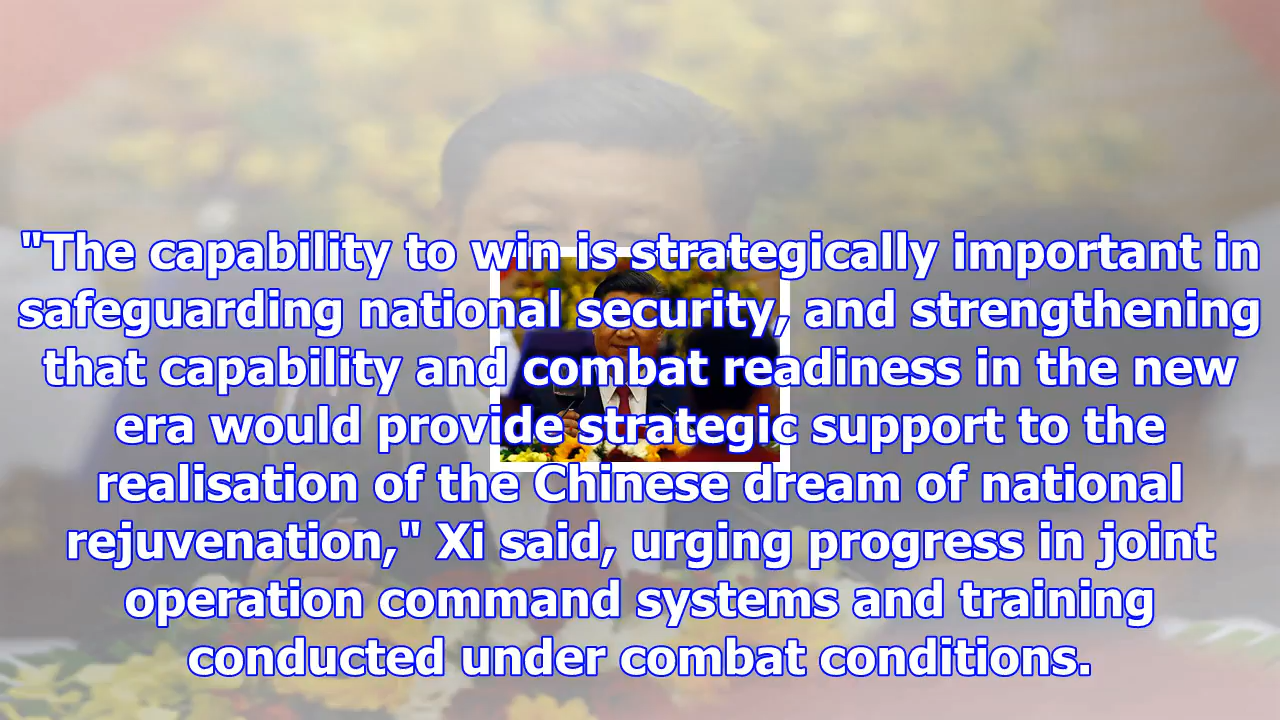 "The capability to win is strategically important in
safeguarding national security, and strengthening
that capability and combat readiness in the new
era would provide strategic support to the
realisation of the Chinese dream of national
rejuvenation," Xi said, urging progress in joint
operation command systems and training
conducted under combat conditions.